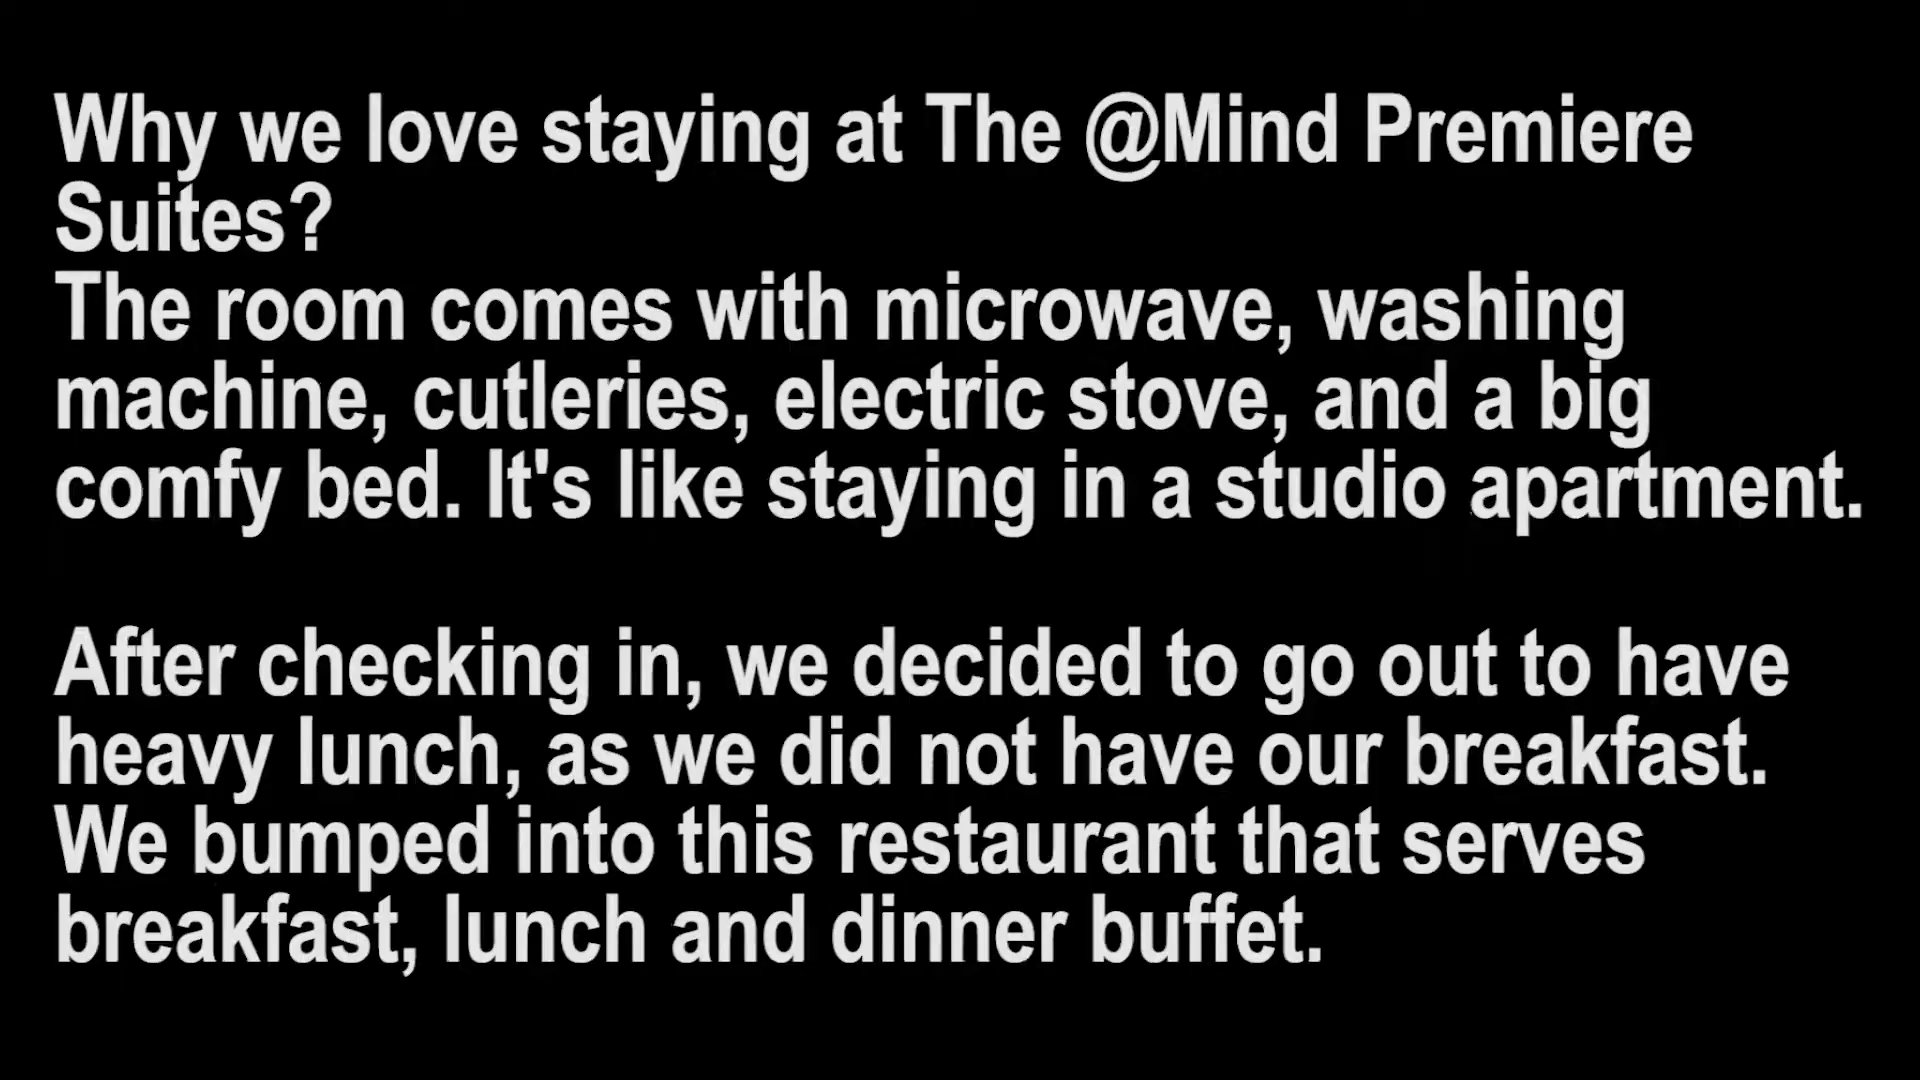 Why we love staying at The @Mind Premiere
Suites?
The room comes with microwave, washing
machine, cutleries, electric stove, and a big
comfy bed. It's like staying in a studio apartment.
After checking in, we decided to go out to have
heavy lunch, as we did not have our breakfast.
We bumped into this restaurant that serves
breakfast, lunch and dinner buffet.